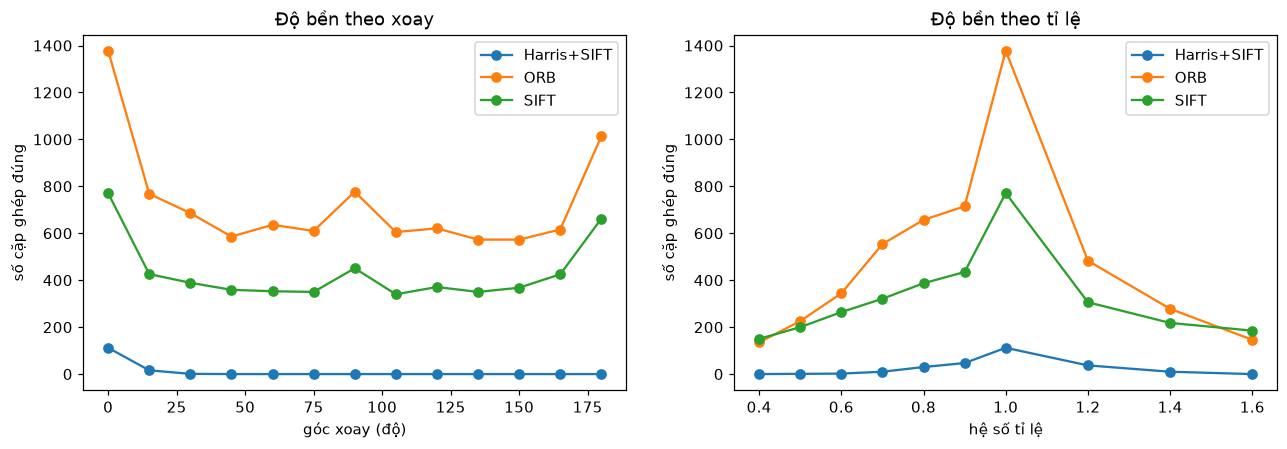 Độ bền theo xoay
1400
1200
1000
800
600
400
200
0
số cặp ghép đúng
0
25
50
75
100
125
150
175
góc xoay (độ)
Harris+SIFT
ORB
SIFT
Độ bền theo tỉ lệ
1400
1200
1000
800
600
400
200
0
số cặp ghép đúng
0.4
0.6
0.8
1.0
1.2
1.4
1.6
hệ số tỉ lệ
Harris+SIFT
ORB
SIFT